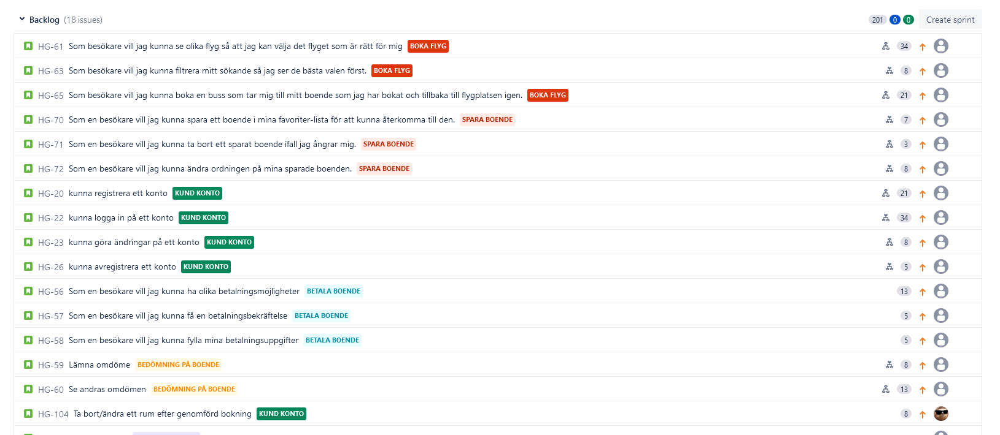 Backlog (18 issues) 201 0 0 Create sprint
HG-61 Som besökare vill jag kunna se olika flyg så att jag kan välja det flyget som är rätt för mig BOKA FLYG 34
HG-63 Som besökare vill jag kunna filtrera mitt sökande så jag ser de bästa valen först. BOKA FLYG 8
HG-65 Som besökare vill jag kunna boka en buss som tar mig till mitt boende som jag har bokat och tillbaka till flygplatsen igen. BOKA FLYG 21
HG-70 Som en besökare vill jag kunna spara ett boende i mina favoriter-lista för att kunna återkomma till den. SPARA BOENDE 7
HG-71 Som en besökare vill jag kunna ta bort ett sparat boende ifall jag ångrar mig. SPARA BOENDE 3
HG-72 Som en besökare vill jag kunna ändra ordningen på mina sparade boenden. SPARA BOENDE 8
HG-20 kunna registrera ett konto KUND KONTO 21
HG-22 kunna logga in på ett konto KUND KONTO 34
HG-23 kunna göra ändringar på ett konto KUND KONTO 8
HG-26 kunna avregistrera ett konto KUND KONTO 5
HG-56 Som en besökare vill jag kunna ha olika betalningsmöjligheter BETALA BOENDE 13
HG-57 Som en besökare vill jag kunna få en betalningsbekräftelse BETALA BOENDE 5
HG-58 Som en besökare vill jag kunna fylla mina betalningsuppgifter BETALA BOENDE 5
HG-59 Lämna omdöme BEDÖMNING PÅ BOENDE 8
HG-60 Se andras omdömen BEDÖMNING PÅ BOENDE 13
HG-104 Ta bort/ändra ett rum efter genomförd bokning KUND KONTO 8